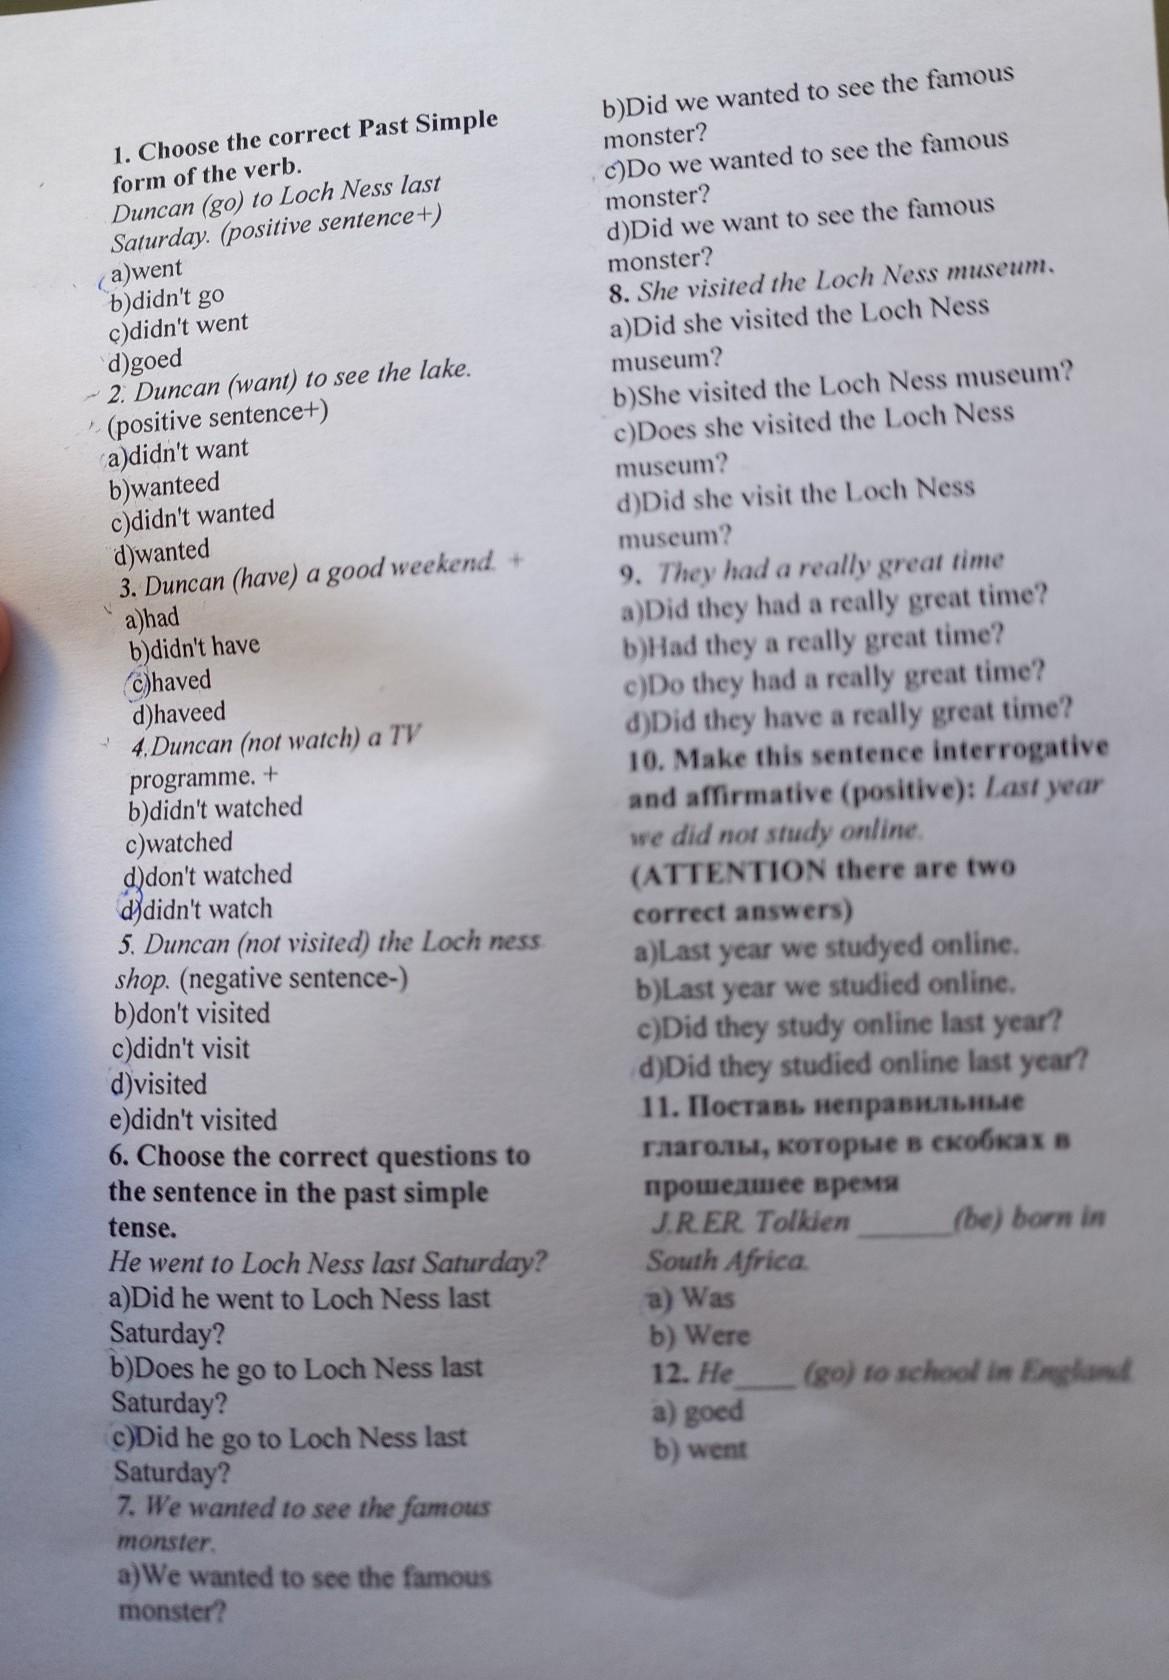 1. Choose the correct Past Simple
form of the verb.
Duncan (go) to Loch Ness last
Saturday. (positive sentence+)
a)went
b)didn't go
c)didn't went
d)goed
2. Duncan (want) to see the lake.
(positive sentence+)
a)didn't want
b)wanteed
c)didn't wanted
d)wanted
3. Duncan (have) a good weekend. +
a)had
b)didn't have
c)haved
d)haveed
4.Duncan (not watch) a TV
programme. +
b)didn't watched
c)watched
d)don't watched
d)didn't watch
5. Duncan (not visited) the Loch ness
shop. (negative sentence-)
b)don't visited
c)didn't visit
d)visited
e)didn't visited
6. Choose the correct questions to
the sentence in the past simple
tense.
He went to Loch Ness last Saturday?
a)Did he went to Loch Ness last
Saturday?
b)Does he go to Loch Ness last
Saturday?
c)Did he go to Loch Ness last
Saturday?
7. We wanted to see the famous
monster.
a)We wanted to see the famous
monster?
b)Did we wanted to see the famous
monster?
c)Do we wanted to see the famous
monster?
d)Did we want to see the famous
monster?
8. She visited the Loch Ness museum.
a)Did she visited the Loch Ness
museum?
b)She visited the Loch Ness museum?
c)Does she visited the Loch Ness
museum?
d)Did she visit the Loch Ness
museum?
9. They had a really great time
a)Did they had a really great time?
b)Had they a really great time?
c)Do they had a really great time?
d)Did they have a really great time?
10. Make this sentence interrogative
and affirmative (positive): Last year
we did not study online.
(ATTENTION there are two
correct answers)
a)Last year we studyed online.
b)Last year we studied online.
c)Did they study online last year?
d)Did they studied online last year?
11. Поставь неправильные
глаголы, которые в скобках в
прошедшее время
J.R.ER. Tolkien ______(be) born in
South Africa.
a) Was
b) Were
12. He____ (go) to school in England.
a) goed
b) went